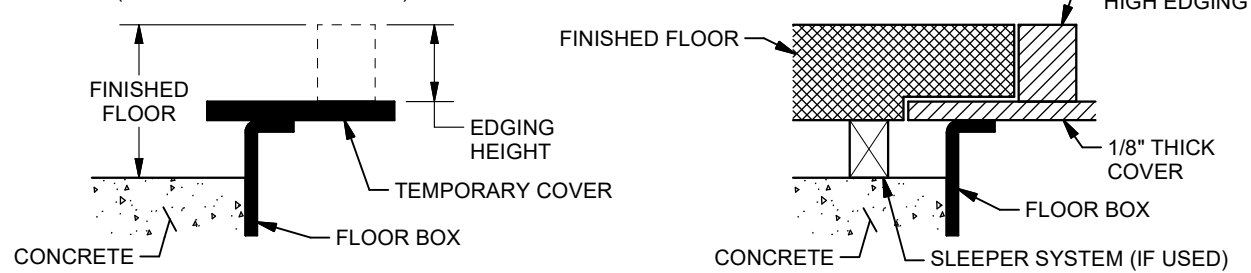 FINISHED
FLOOR
EDGING
HEIGHT
TEMPORARY COVER
FLOOR BOX
CONCRETE
HIGH EDGING
FINISHED FLOOR
1/8" THICK
COVER
FLOOR BOX
CONCRETE
SLEEPER SYSTEM (IF USED)